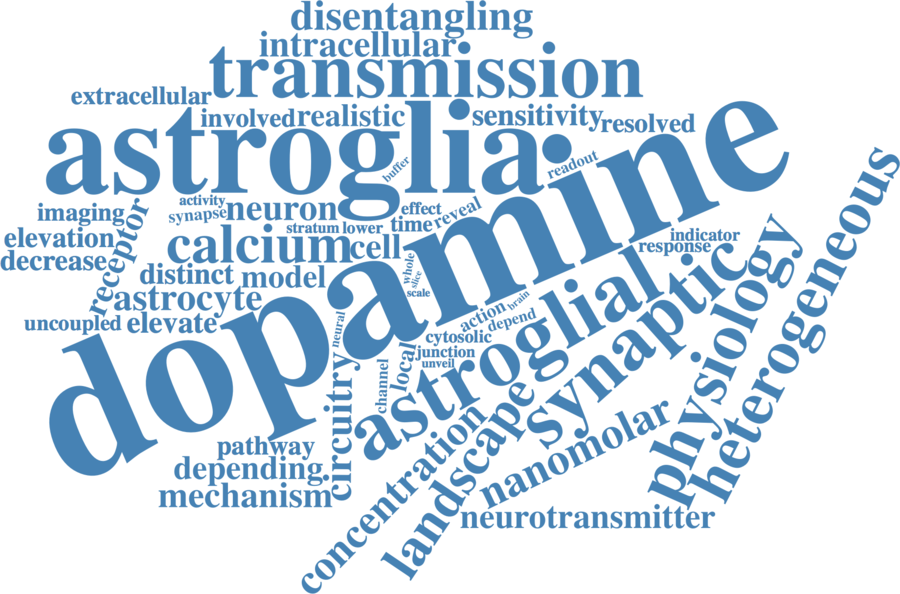 disentangling
intracellular
transmission
extracellular
involved
realistic
sensitivity
resolved
astroglia
buffer
readout
dopamine
activity
synapse
neuron
effect
time
reveal
stratum
lower
imaging
receptor
elevation
decrease
calcium
cell
whole
slice
scale
distinct
model
astrocyte
uncoupled
elevate
indicator
response
heterogeneous
physiology
synaptic
astroglial
action
brain
depend
cytosolic
junction
unveil
local
channel
neural
circuitry
pathway
depending
mechanism
concentration
landscape
nanomolar
neurotransmitter